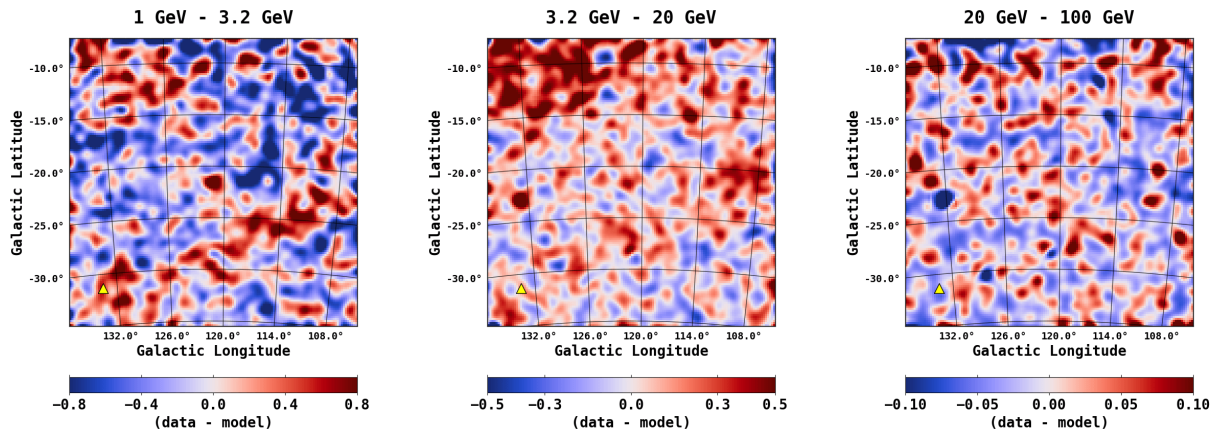 1 GeV - 3.2 GeV
3.2 GeV - 20 GeV
20 GeV - 100 GeV
Galactic Latitude
-10.0°
-15.0°
-20.0°
-25.0°
-30.0°
132.0° 126.0° 120.0° 114.0° 108.0°
Galactic Longitude
−0.8 −0.4 0.0 0.4 0.8
(data - model)
Galactic Latitude
-10.0°
-15.0°
-20.0°
-25.0°
-30.0°
132.0° 126.0° 120.0° 114.0° 108.0°
Galactic Longitude
−0.5 −0.3 0.0 0.3 0.5
(data - model)
Galactic Latitude
-10.0°
-15.0°
-20.0°
-25.0°
-30.0°
132.0° 126.0° 120.0° 114.0° 108.0°
Galactic Longitude
−0.10 −0.05 0.00 0.05 0.10
(data - model)